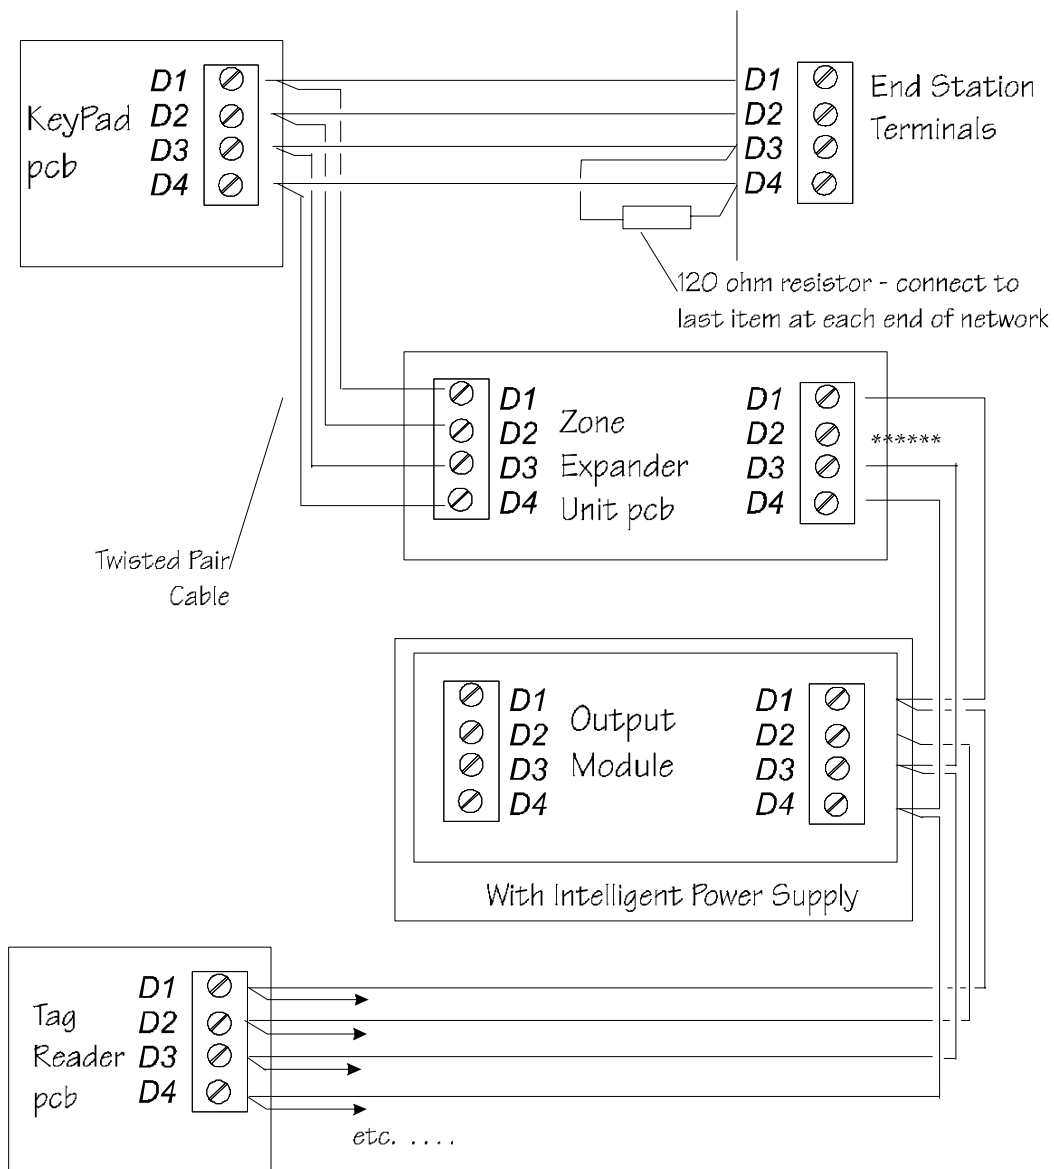 KeyPad
pcb
D1
D2
D3
D4
D1
D2
D3
D4
End Station
Terminals
120 ohm resistor - connect to
last item at each end of network
D1
D2
D3
D4
Zone
Expander
Unit pcb
D1
D2
D3
D4
******
Twisted Pair
Cable
D1
D2
D3
D4
Output
Module
D1
D2
D3
D4
With Intelligent Power Supply
Tag
Reader
pcb
D1
D2
D3
D4
etc. . . . .